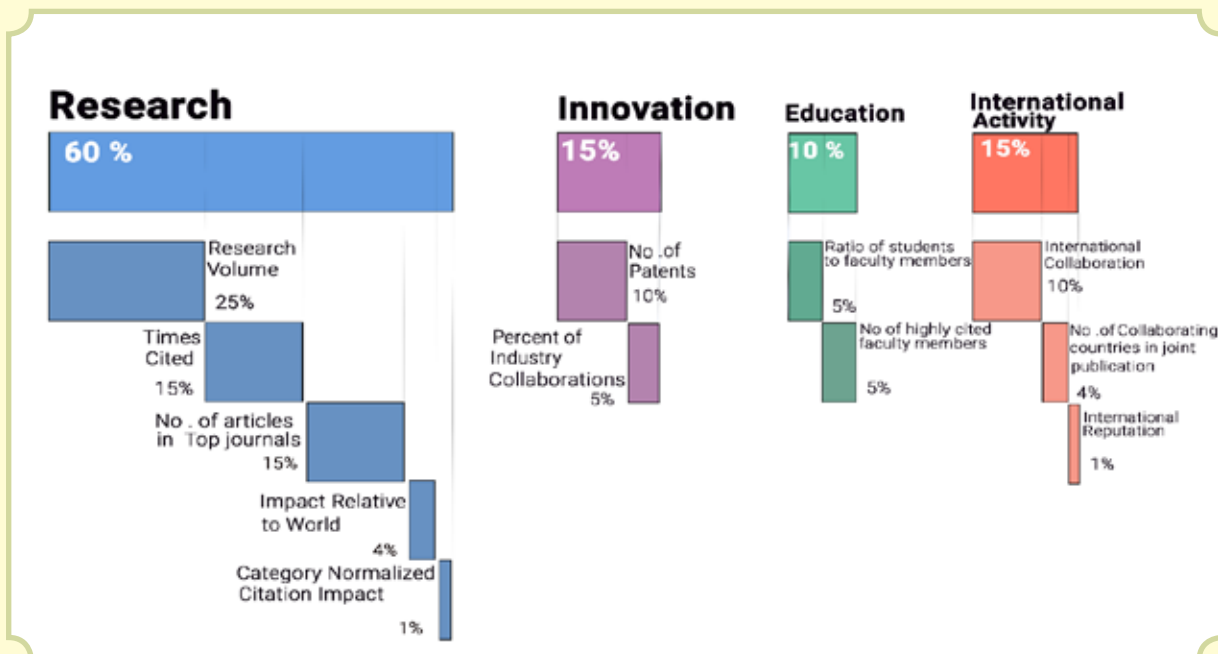 Research
60 %
Research
Volume
25%
Times
Cited
15%
No . of articles
in Top journals
15%
Impact Relative
to World
4%
Category Normalized
Citation Impact
1%
Innovation
15%
No .of
Patents
10%
Percent of
Industry
Collaborations
5%
Education
10 %
Ratio of students
to faculty members
5%
No of highly cited
faculty members
5%
International
Activity
15%
International
Collaboration
10%
No .of Collaborating
countries in joint
publication
4%
International
Reputation
1%